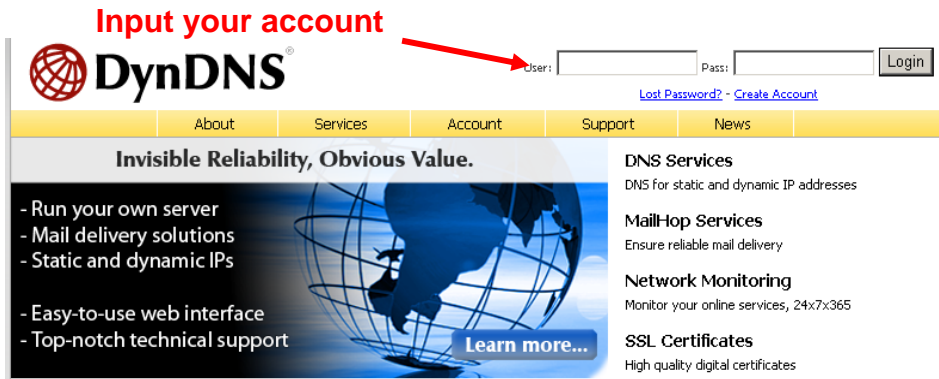 Input your account
DynDNS®
User: Pass: Login
Lost Password? - Create Account
About Services Account Support News
Invisible Reliability, Obvious Value.
- Run your own server
- Mail delivery solutions
- Static and dynamic IPs
- Easy-to-use web interface
- Top-notch technical support
Learn more...
DNS Services
DNS for static and dynamic IP addresses
MailHop Services
Ensure reliable mail delivery
Network Monitoring
Monitor your online services, 24x7x365
SSL Certificates
High quality digital certificates